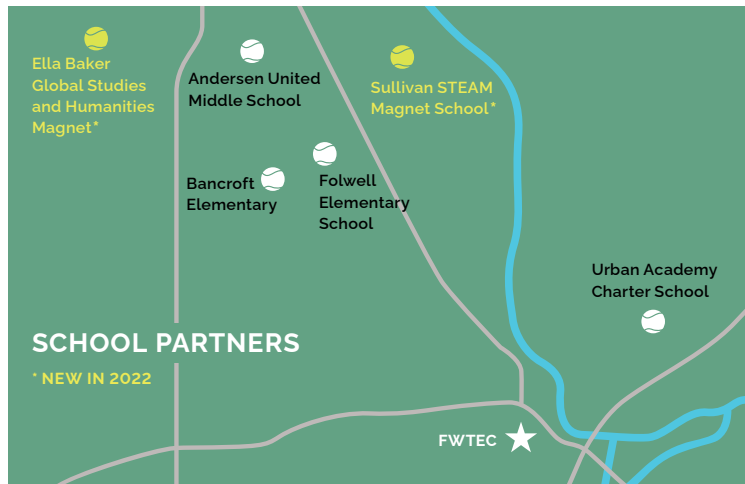 Ella Baker
Global Studies
and Humanities
Magnet*
Andersen United
Middle School
Sullivan STEAM
Magnet School*
Bancroft
Elementary
Folwell
Elementary
School
Urban Academy
Charter School
SCHOOL PARTNERS
* NEW IN 2022
FWTEC